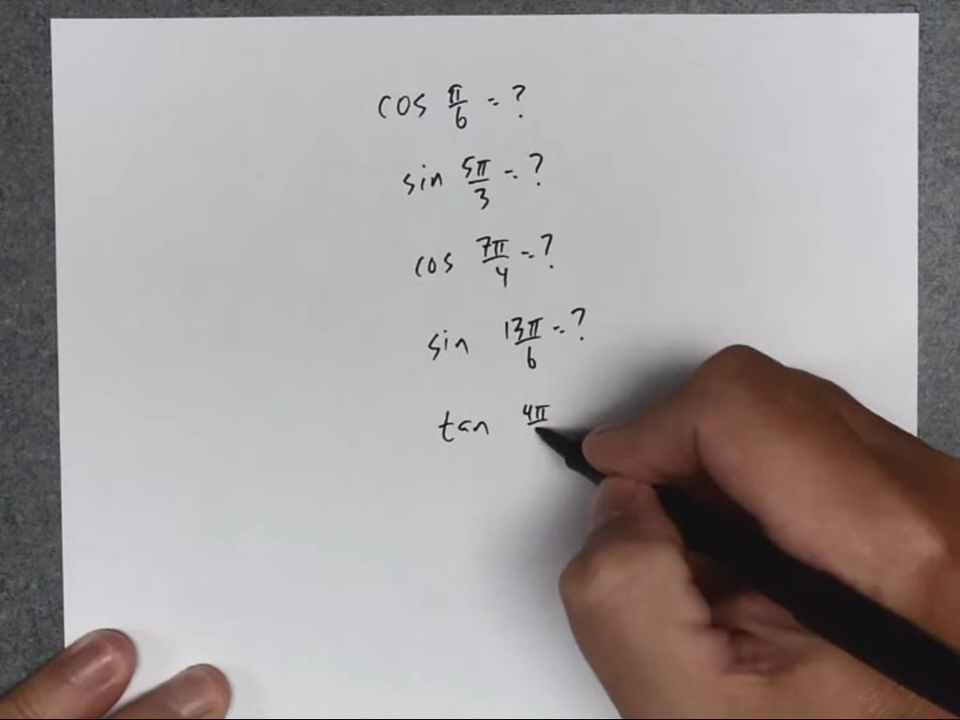 cos π/6 = ?
sin 5π/3 = ?
cos 7π/4 = ?
sin 13π/6 = ?
tan 4π